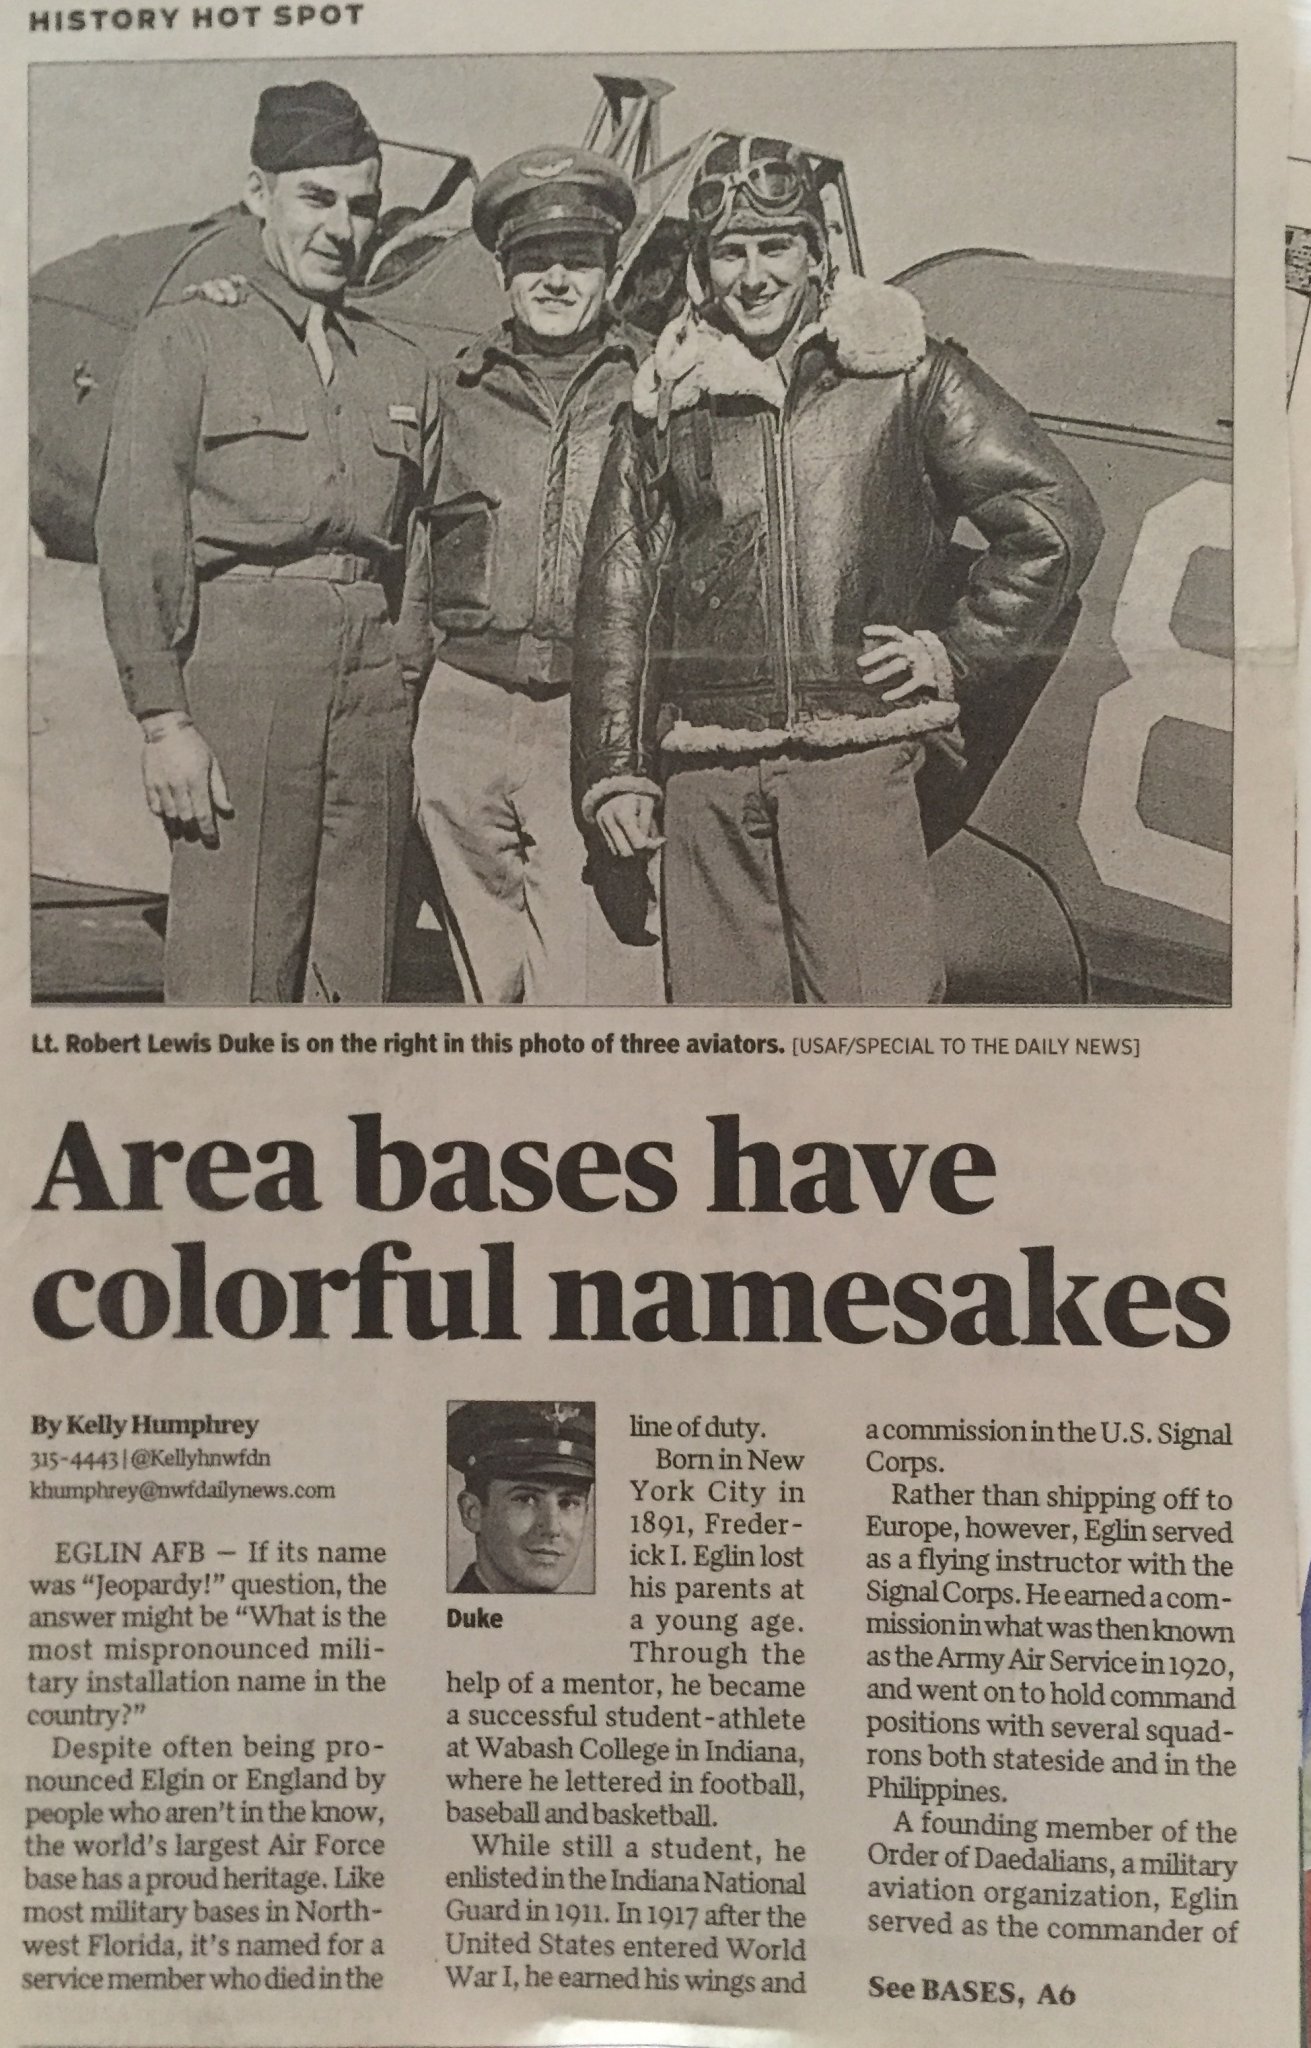 HISTORY HOT SPOT
8
Lt. Robert Lewis Duke is on the right in this photo of three aviators. [USAF/SPECIAL TO THE DAILY NEWS]
Area bases have
colorful namesakes
By Kelly Humphrey
315-4443 | @Kellyhnwfdn
khumphrey@nwfdailynews.com
EGLIN AFB — If its name
was “Jeopardy!” question, the
answer might be “What is the
most mispronounced mili-
tary installation name in the
country?”
Despite often being pro-
nounced Elgin or England by
people who aren’t in the know,
the world’s largest Air Force
base has a proud heritage. Like
most military bases in North-
west Florida, it’s named for a
service member who died in the
Duke
line of duty.
Born in New
York City in
1891, Freder-
ick I. Eglin lost
his parents at
a young age.
Through the
help of a mentor, he became
a successful student-athlete
at Wabash College in Indiana,
where he lettered in football,
baseball and basketball.
While still a student, he
enlisted in the Indiana National
Guard in 1911. In 1917 after the
United States entered World
War I, he earned his wings and
a commission in the U.S. Signal
Corps.
Rather than shipping off to
Europe, however, Eglin served
as a flying instructor with the
Signal Corps. He earned a com-
mission in what was then known
as the Army Air Service in 1920,
and went on to hold command
positions with several squad-
rons both stateside and in the
Philippines.
A founding member of the
Order of Daedalians, a military
aviation organization, Eglin
served as the commander of
See BASES, A6